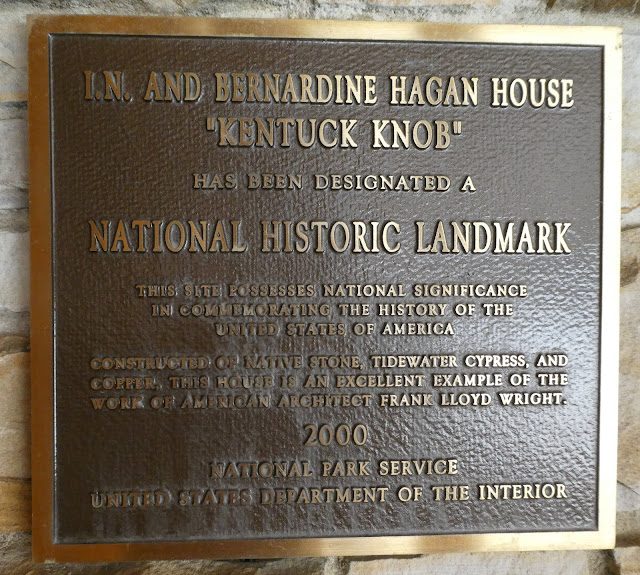 I.N. AND BERNARDINE HAGAN HOUSE
"KENTUCK KNOB"
HAS BEEN DESIGNATED A
NATIONAL HISTORIC LANDMARK
THIS SITE POSSESSES NATIONAL SIGNIFICANCE
IN COMMEMORATING THE HISTORY OF THE
UNITED STATES OF AMERICA
CONSTRUCTED OF NATIVE STONE, TIDEWATER CYPRESS, AND
COPPER, THIS HOUSE IS AN EXCELLENT EXAMPLE OF THE
WORK OF AMERICAN ARCHITECT FRANK LLOYD WRIGHT.
2000
NATIONAL PARK SERVICE
UNITED STATES DEPARTMENT OF THE INTERIOR